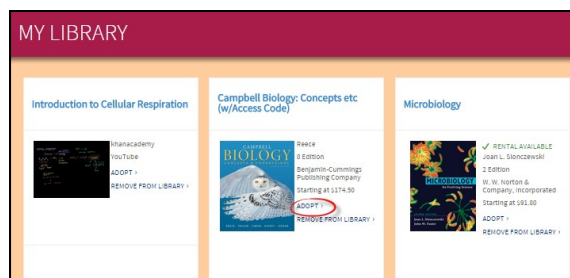 MY LIBRARY
Introduction to Cellular Respiration
khanacademy
YouTube
ADOPT ›
REMOVE FROM LIBRARY ›
Campbell Biology: Concepts etc
(w/Access Code)
CAMPBELL
BIOLOGY
CONCEPTS & CONNECTIONS
Reece
8 Edition
Benjamin-Cummings
Publishing Company
Starting at $174.50
ADOPT ›
REMOVE FROM LIBRARY ›
Microbiology
MICROBIOLOGY
✓ RENTAL AVAILABLE
Joan L. Slonczewski
2 Edition
W. W. Norton &
Company, Incorporated
Starting at $91.80
ADOPT ›
REMOVE FROM LIBRARY ›